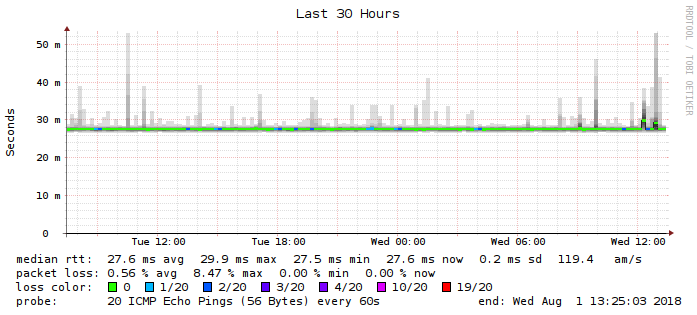 Last 30 Hours
RRDTOOL / TOBI OETIKER
Seconds
50 m
40 m
30 m
20 m
10 m
0
Tue 12:00 Tue 18:00 Wed 00:00 Wed 06:00 Wed 12:00
median rtt: 27.6 ms avg 29.9 ms max 27.5 ms min 27.6 ms now 0.2 ms sd 119.4 am/s
packet loss: 0.56 % avg 8.47 % max 0.00 % min 0.00 % now
loss color: 0 1/20 2/20 3/20 4/20 10/20 19/20
probe: 20 ICMP Echo Pings (56 Bytes) every 60s end: Wed Aug 1 13:25:03 2018